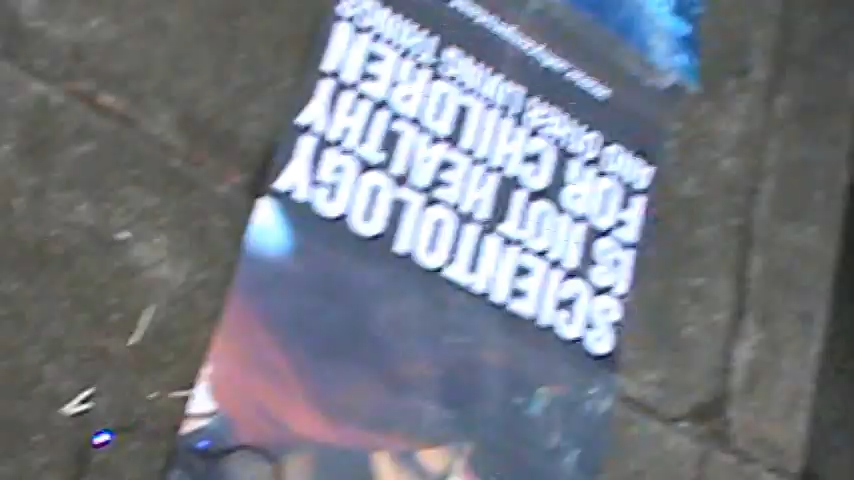 SCIENTOLOGY
IS NOT HEALTHY
FOR CHILDREN
AND OTHER LIVING THINGS